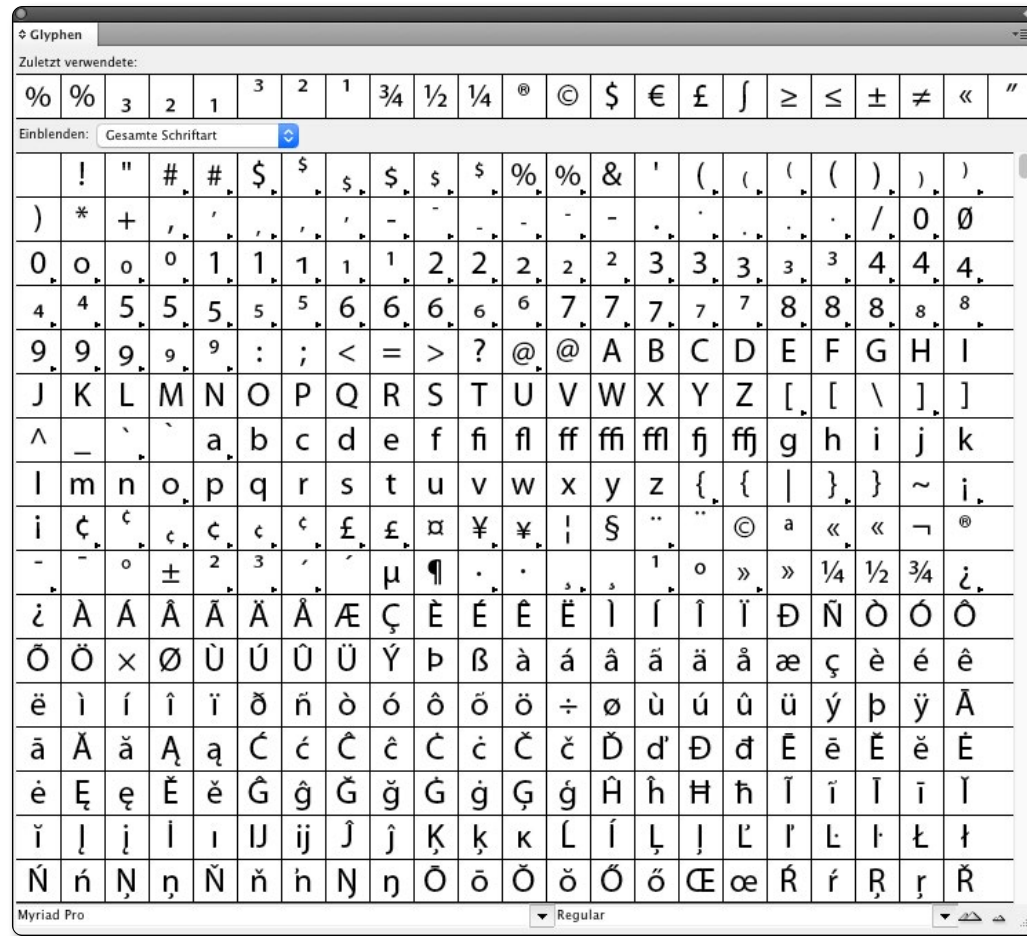 Glyphen
Zuletzt verwendete:
% % ₃ ₂ ₁ ³ ² ¹ ¾ ½ ¼ ® © $ € £ ∫ ≥ ≤ ± ≠ « ″
Einblenden: Gesamte Schriftart
! " # # $ $ $ $ $ $ % % & ' ( ( ( ( ) ) )
) * + , , , , , - - - - - - . . . . . / 0 Ø
0 0 0 ⁰ 1 1 1 1 ¹ 2 2 2 2 ² 3 3 3 3 ³ 4 4 4
4 ⁴ 5 5 5 5 ⁵ 6 6 6 6 ⁶ 7 7 7 7 ⁷ 8 8 8 8 ⁸
9 9 9 9 ⁹ : ; < = > ? @ @ A B C D E F G H I
J K L M N O P Q R S T U V W X Y Z [ [ \ ] ]
^ _ ` ` a b c d e f fi fl ff ffi ffl fj ffj g h i j k
l m n o p q r s t u v w x y z { { | } } ~ ¡
¡ ¢ ¢ ¢ ¢ ¢ ¢ £ £ ¤ ¥ ¥ ¦ § ¨ ¨ © ª « « ¬ ®
¯ ¯ ° ± ² ³ ´ ´ µ ¶ · · ¸ ¸ ¹ º » » ¼ ½ ¾ ¿
¿ À Á Â Ã Ä Å Æ Ç È É Ê Ë Ì Í Î Ï Ð Ñ Ò Ó Ô
Õ Ö × Ø Ù Ú Û Ü Ý Þ ß à á â ã ä å æ ç è é ê
ë ì í î ï ð ñ ò ó ô õ ö ÷ ø ù ú û ü ý þ ÿ Ā
ā Ă ă Ą ą Ć ć Ĉ ĉ Ċ ċ Č č Ď ď Đ đ Ē ē Ĕ ĕ Ė
ė Ę ę Ě ě Ĝ ĝ Ğ ğ Ġ ġ Ģ ģ Ĥ ĥ Ħ ħ Ĩ ĩ Ī ī Ĭ
ĭ Į į İ ı Ĳ ĳ Ĵ ĵ Ķ ķ ĸ Ĺ ĺ Ļ ļ Ľ ľ Ŀ ŀ Ł ł
Ń ń Ņ ņ Ň ň ŉ Ŋ ŋ Ō ō Ŏ ŏ Ő ő Œ œ Ŕ ŕ Ŗ ŗ Ř
Myriad Pro Regular